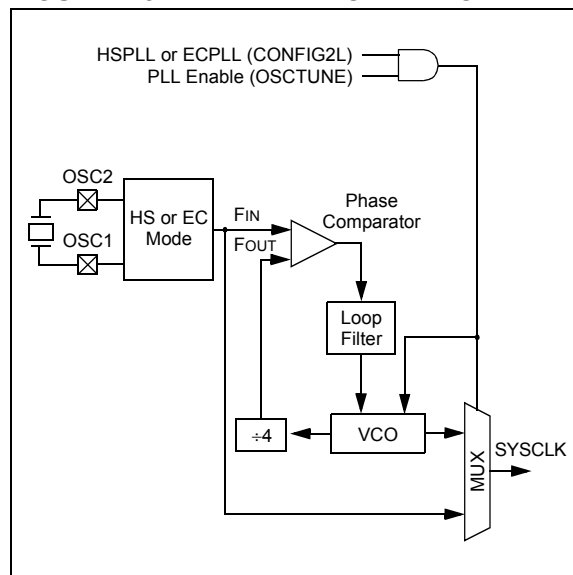 HSPLL or ECPLL (CONFIG2L)
PLL Enable (OSCTUNE)
OSC2
OSC1
HS or EC
Mode
FIN
FOUT
Phase
Comparator
Loop
Filter
÷4
VCO
MUX
SYSCLK